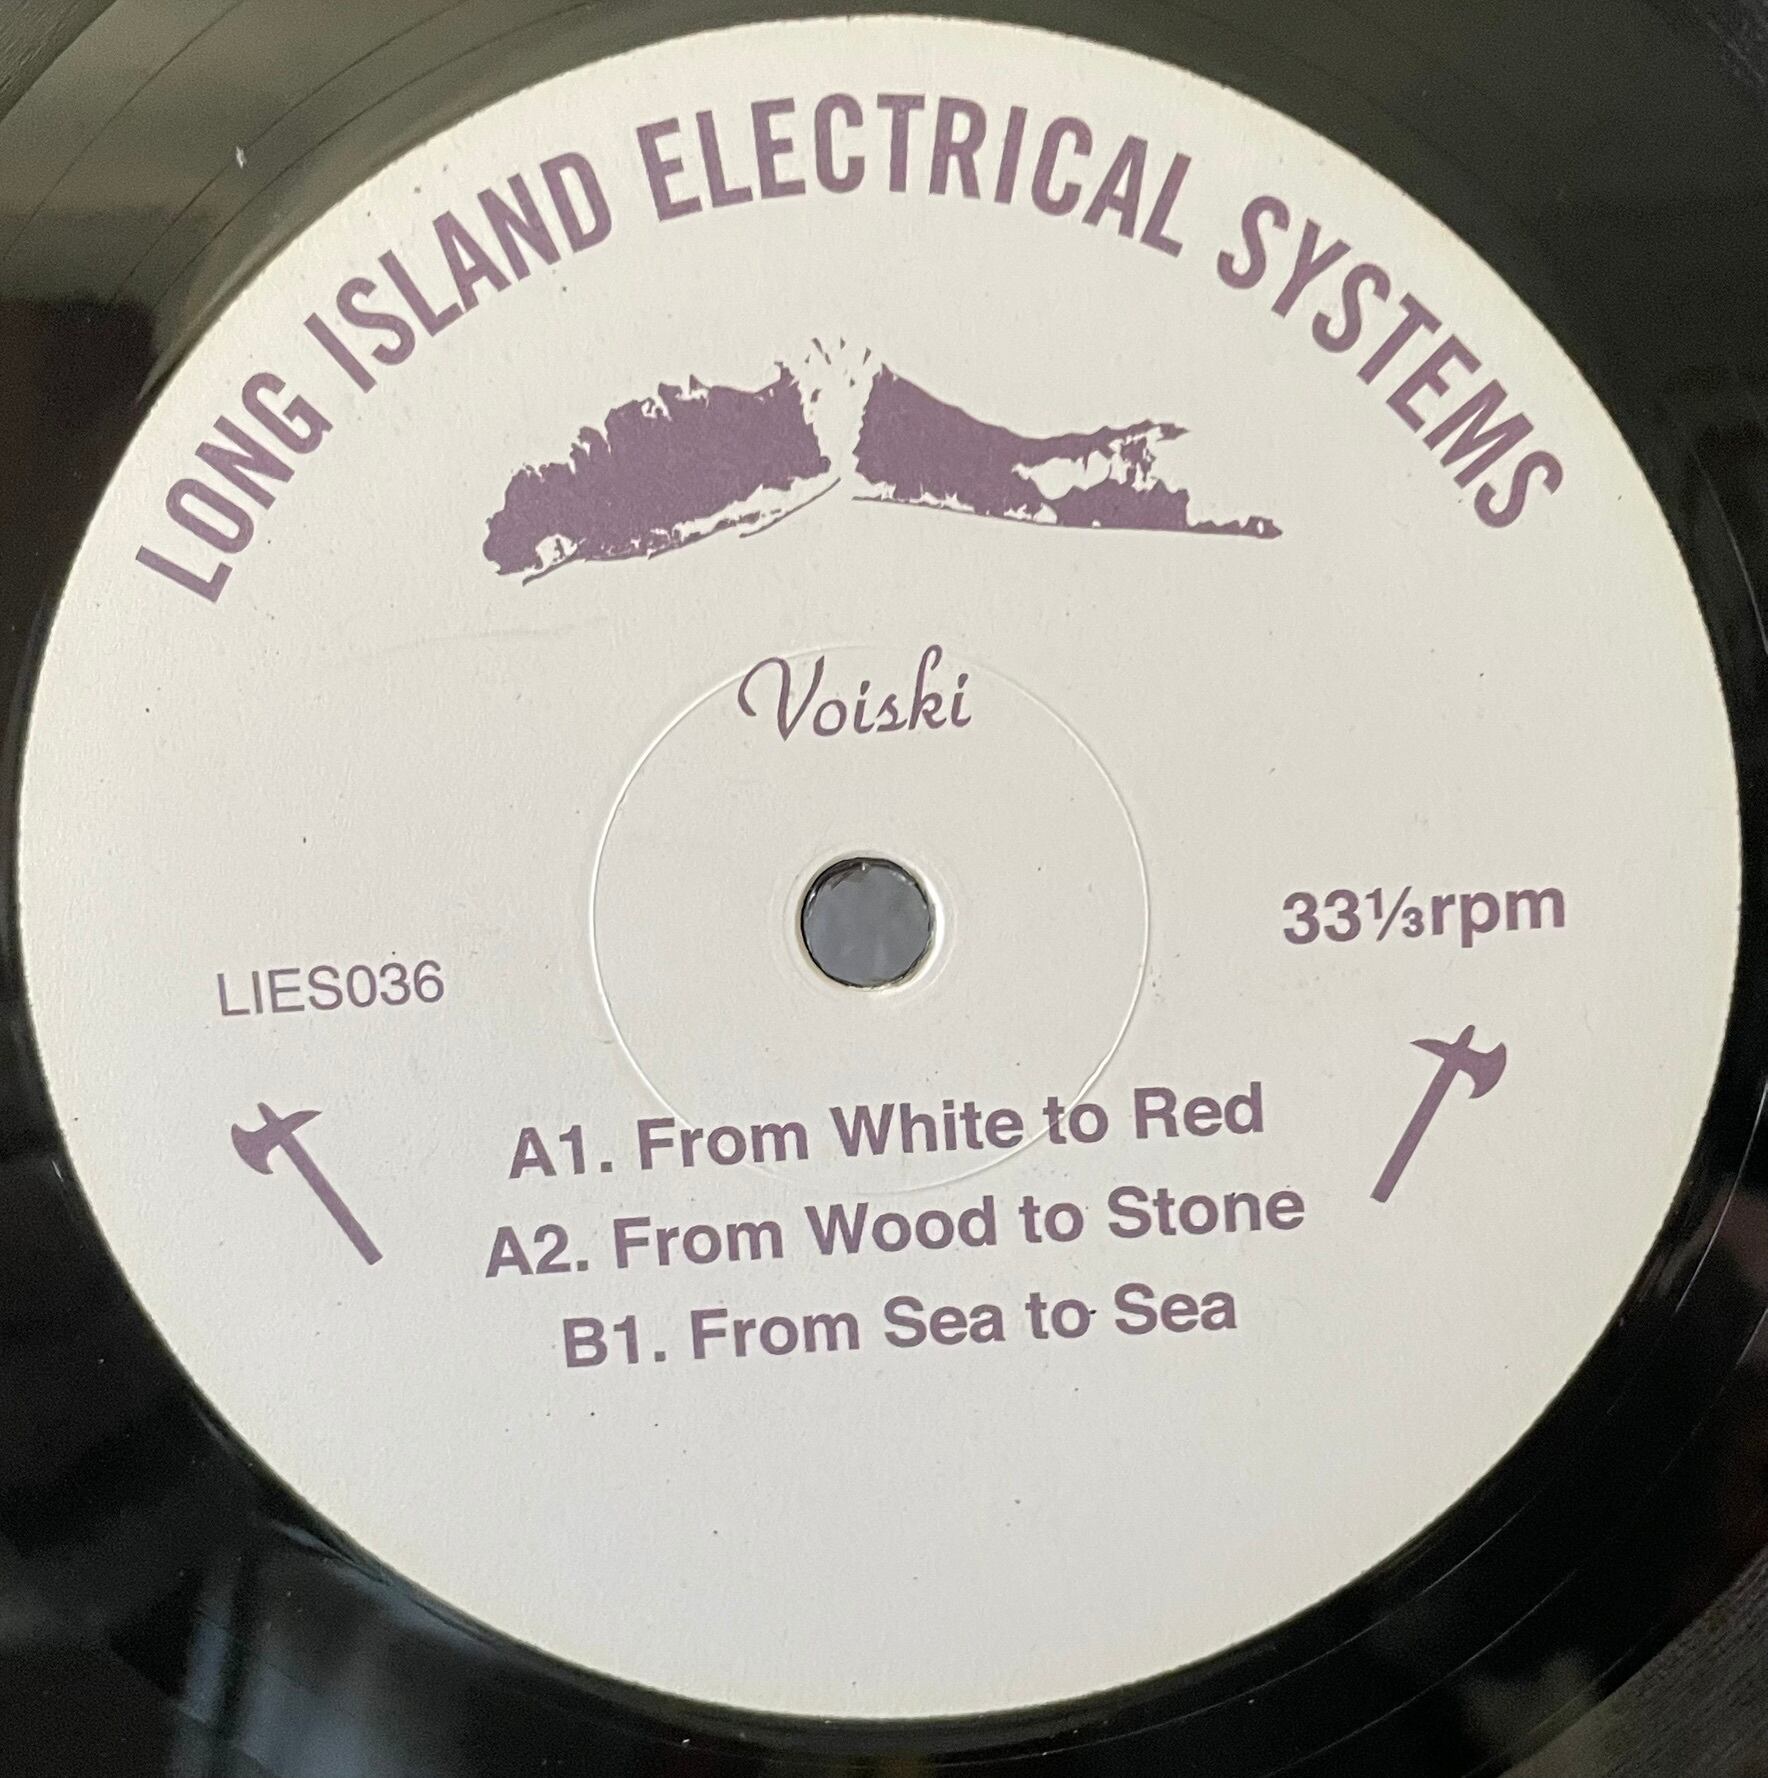 LONG ISLAND ELECTRICAL SYSTEMS
Voiski
33⅓rpm
LIES036
A1. From White to Red
A2. From Wood to Stone
B1. From Sea to Sea